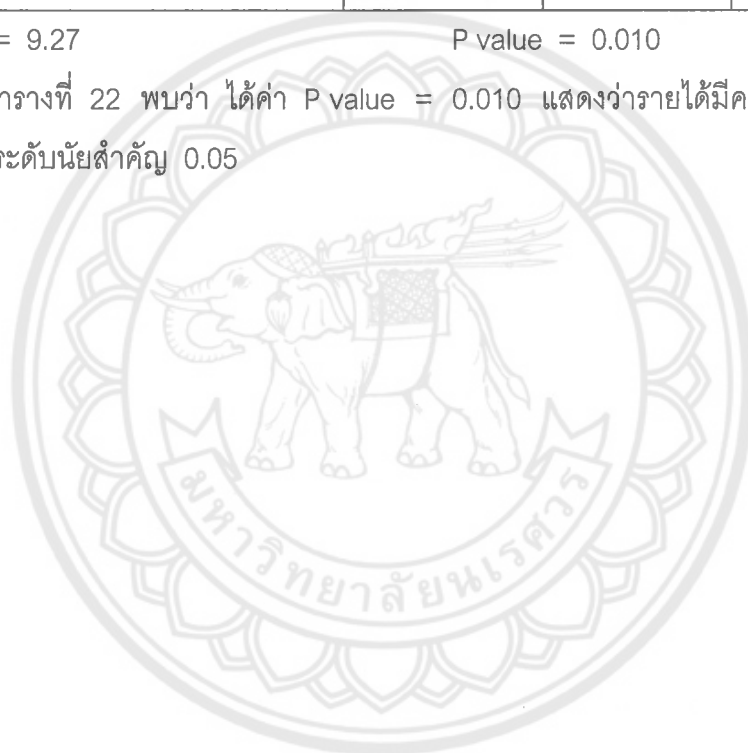 = 9.27 P value = 0.010
ารางที่ 22 พบว่า ได้ค่า P value = 0.010 แสดงว่ารายได้มีค
ระดับนัยสำคัญ 0.05
มหาวิทยาลัยนเรศวร